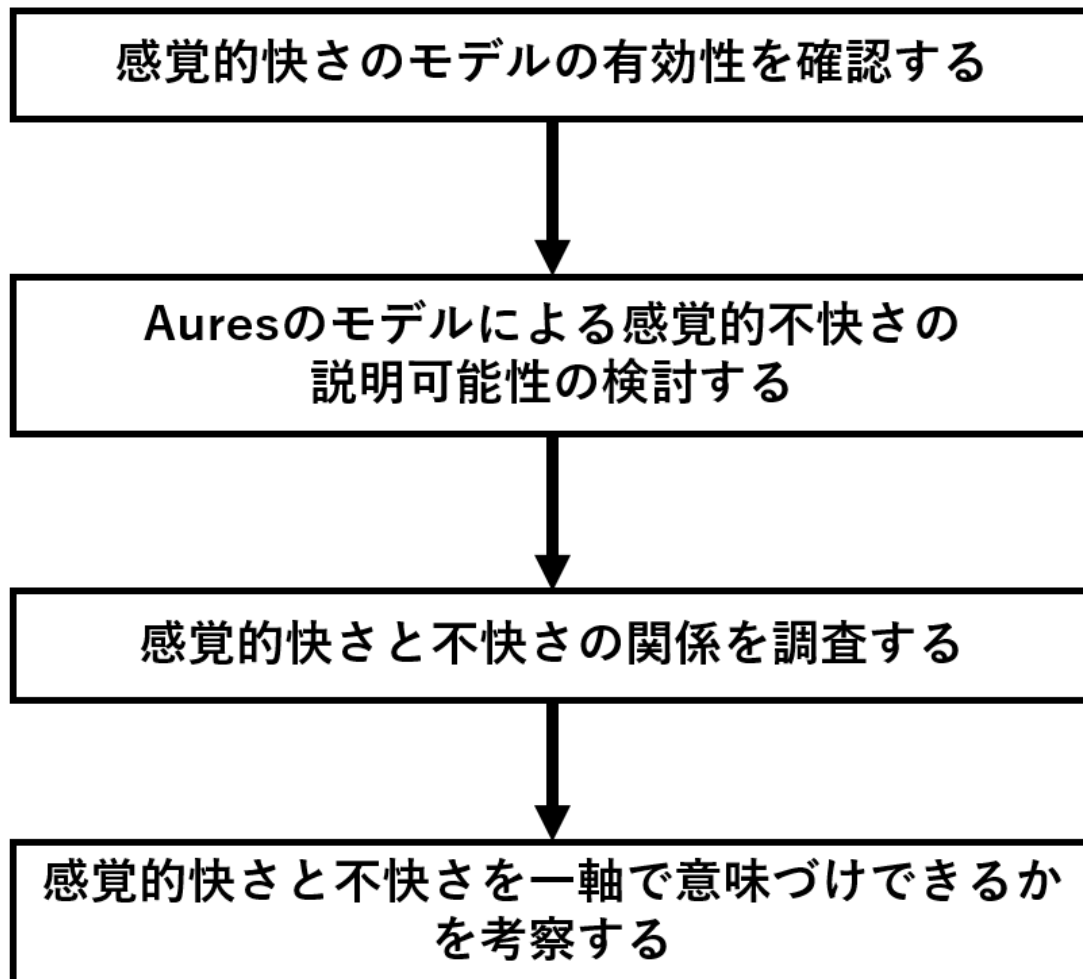 感覚的快さのモデルの有効性を確認する
Auresのモデルによる感覚的不快さの
説明可能性の検討する
感覚的快さと不快さの関係を調査する
感覚的快さと不快さを一軸で意味づけできるか
を考察する